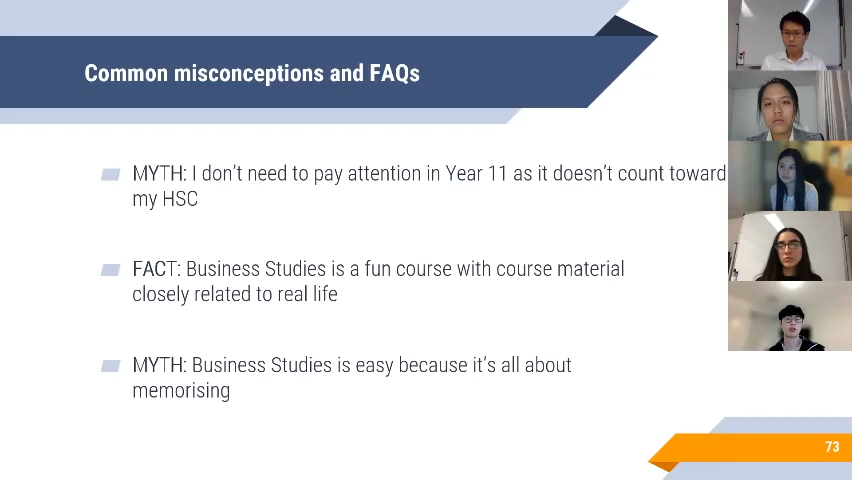 Common misconceptions and FAQs
MYTH: I don't need to pay attention in Year 11 as it doesn't count toward
my HSC
FACT: Business Studies is a fun course with course material
closely related to real life
MYTH: Business Studies is easy because it's all about
memorising
73